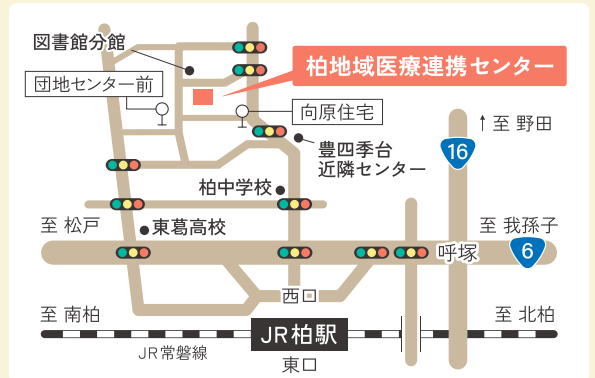 図書館分館
柏地域医療連携センター
団地センター前
向原住宅
↑至 野田
16
豊四季台
近隣センター
柏中学校
至 松戸
東葛高校
至 我孫子
呼塚
6
西口
至 南柏
至 北柏
JR柏駅
JR常磐線
東口